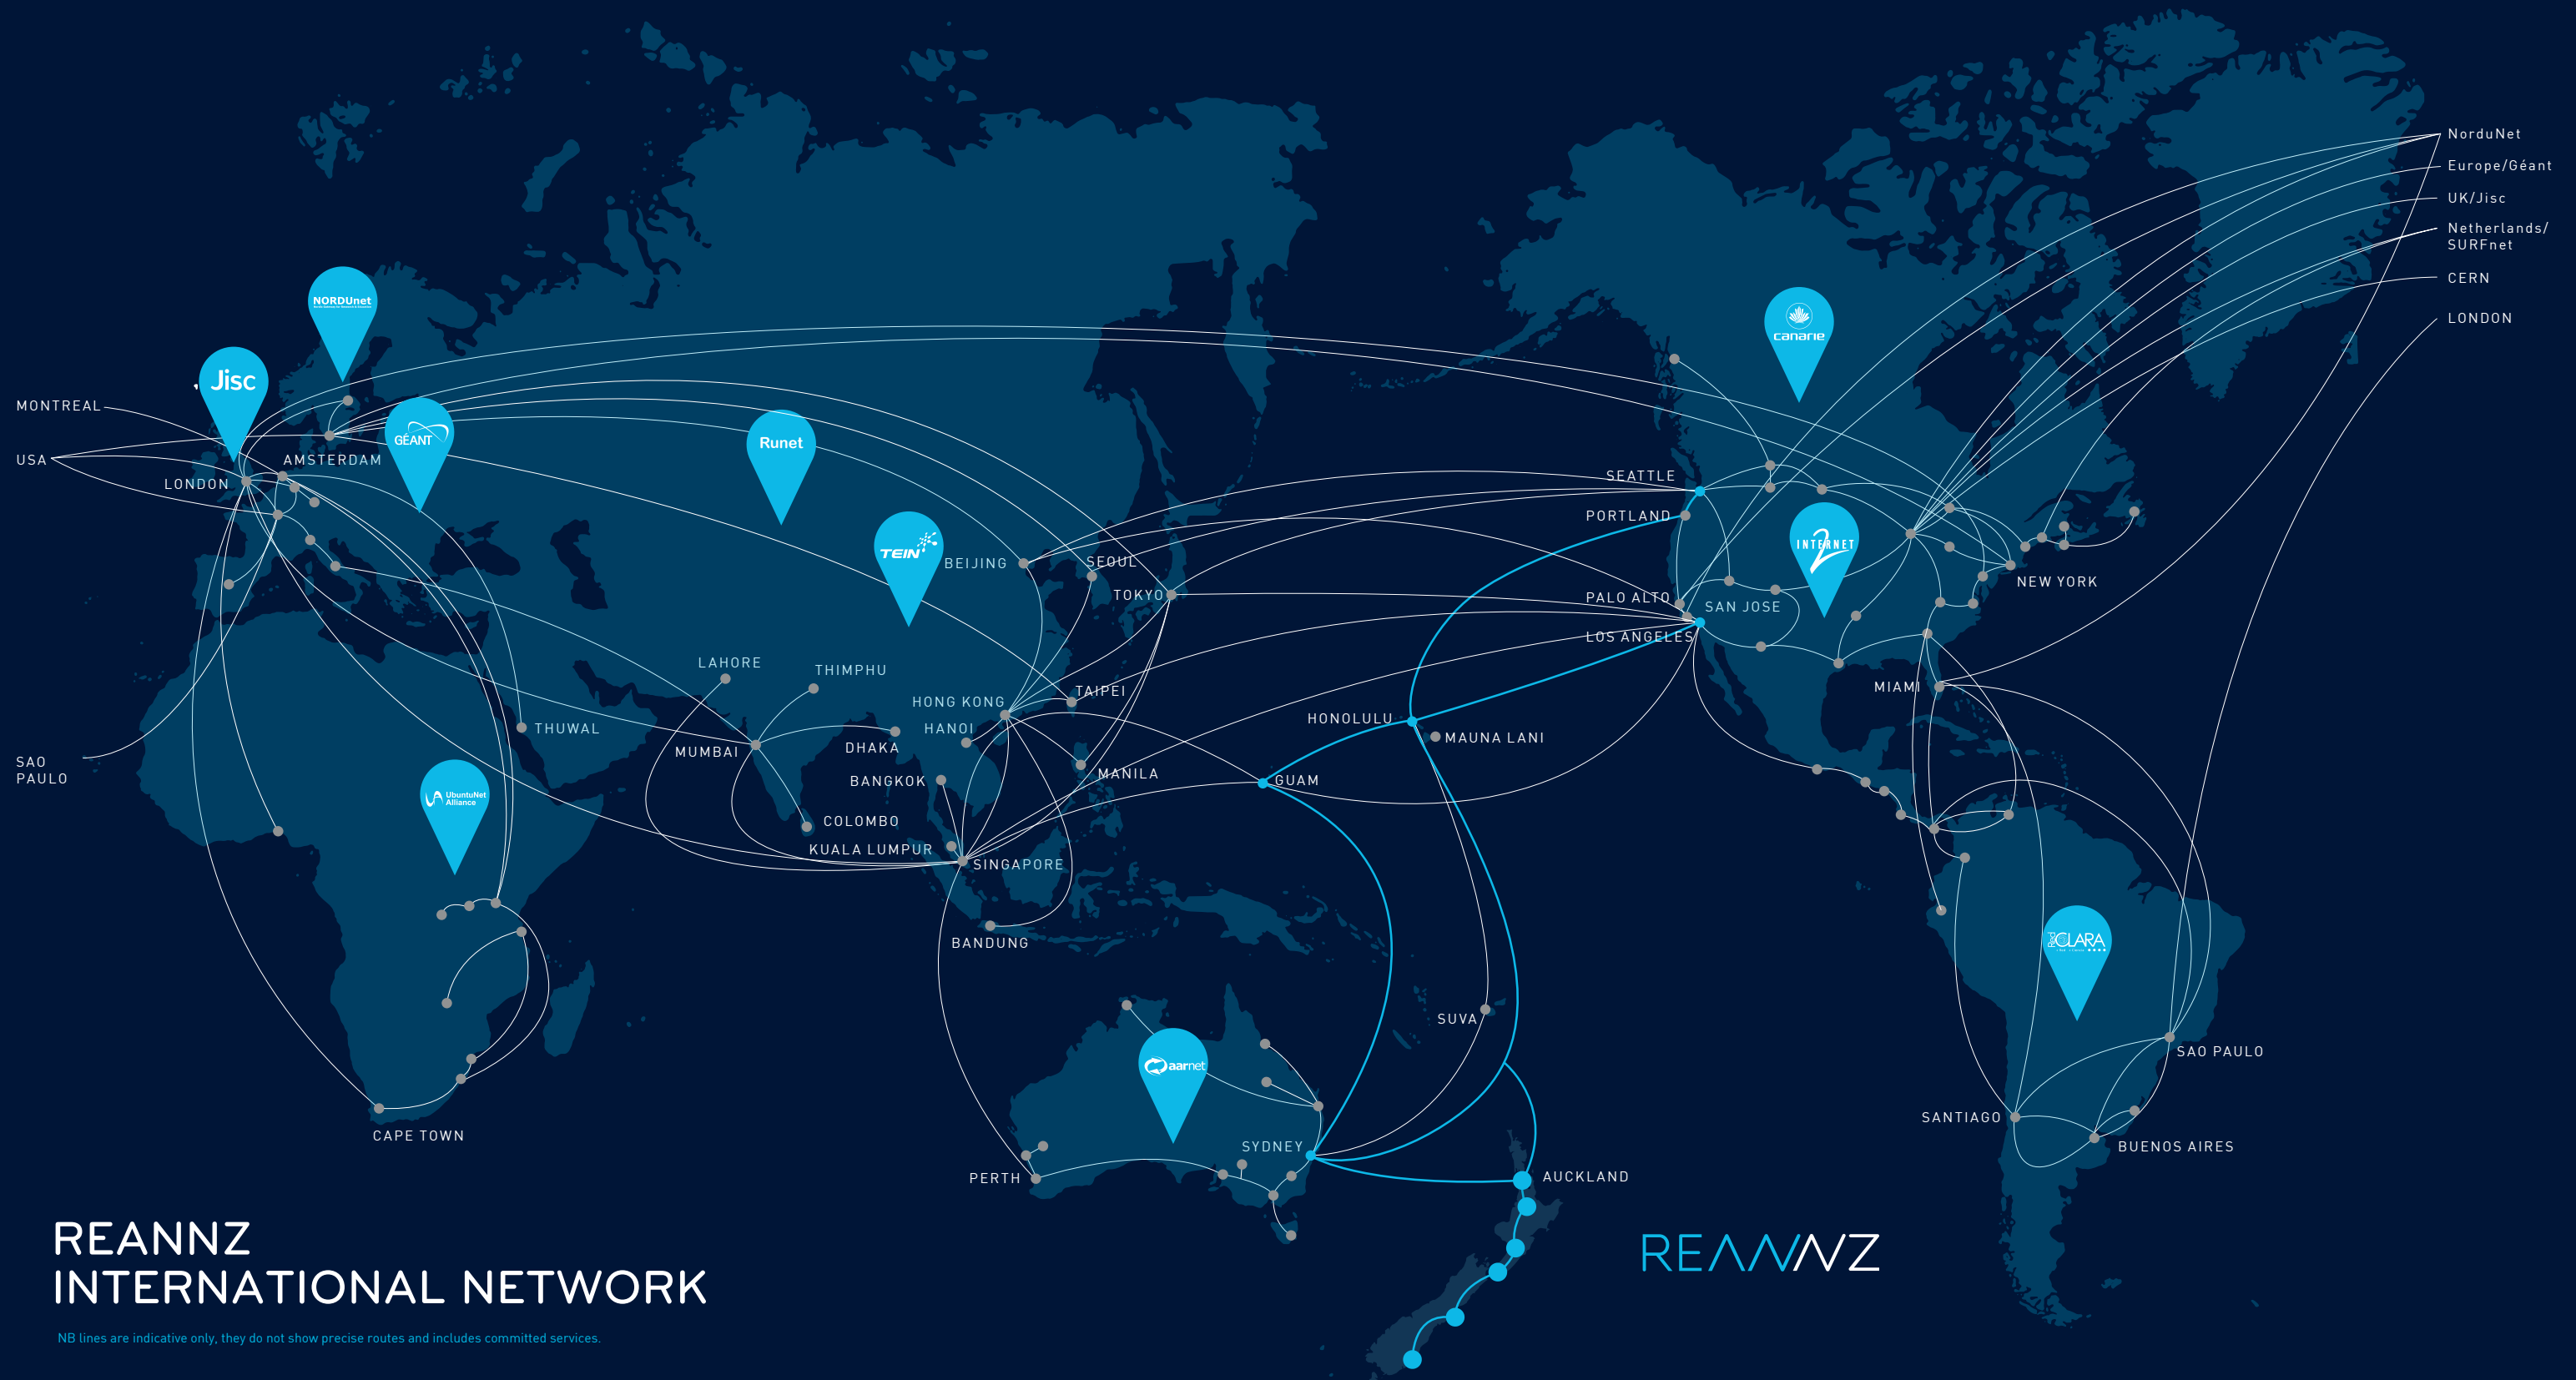 NorduNet
Europe/Géant
UK/Jisc
Netherlands/
SURFnet
CERN
LONDON
NORDUnet
canarie
Jisc
MONTREAL
GÉANT
Runet
USA
AMSTERDAM
LONDON
SEATTLE
PORTLAND
INTERNET
2
TEIN
BEIJING
SEOUL
TOKYO
NEW YORK
PALO ALTO
SAN JOSE
LOS ANGELES
LAHORE
THIMPHU
TAIPEI
MIAMI
HONG KONG
HANOI
HONOLULU
MAUNA LANI
THUWAL
MUMBAI
DHAKA
SAO
PAULO
BANGKOK
MANILA
GUAM
UbuntuNet
Alliance
COLOMBO
KUALA LUMPUR
SINGAPORE
BANDUNG
Red
CLARA
SUVA
SAO PAULO
aarnet
SANTIAGO
CAPE TOWN
SYDNEY
BUENOS AIRES
PERTH
AUCKLAND
REANNZ
INTERNATIONAL NETWORK
REANNZ
NB lines are indicative only, they do not show precise routes and includes committed services.